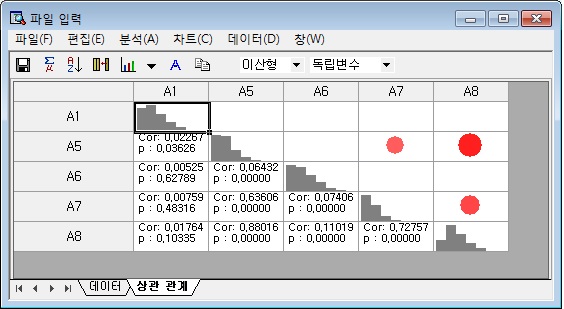 파일 입력
파일(F) 편집(E) 분석(A) 차트(C) 데이터(D) 창(W)
Σ μ A Z A 이산형 독립변수
A1 A5 A6 A7 A8
A1
A5 Cor: 0,02267
p : 0,03626
A6 Cor: 0,00525 Cor: 0,06432
p : 0,62789 p : 0,00000
A7 Cor: 0,00759 Cor: 0,63606 Cor: 0,07406
p : 0,48316 p : 0,00000 p : 0,00000
A8 Cor: 0,01764 Cor: 0,88016 Cor: 0,11019 Cor: 0,72757
p : 0,10335 p : 0,00000 p : 0,00000 p : 0,00000
데이터 상관 관계